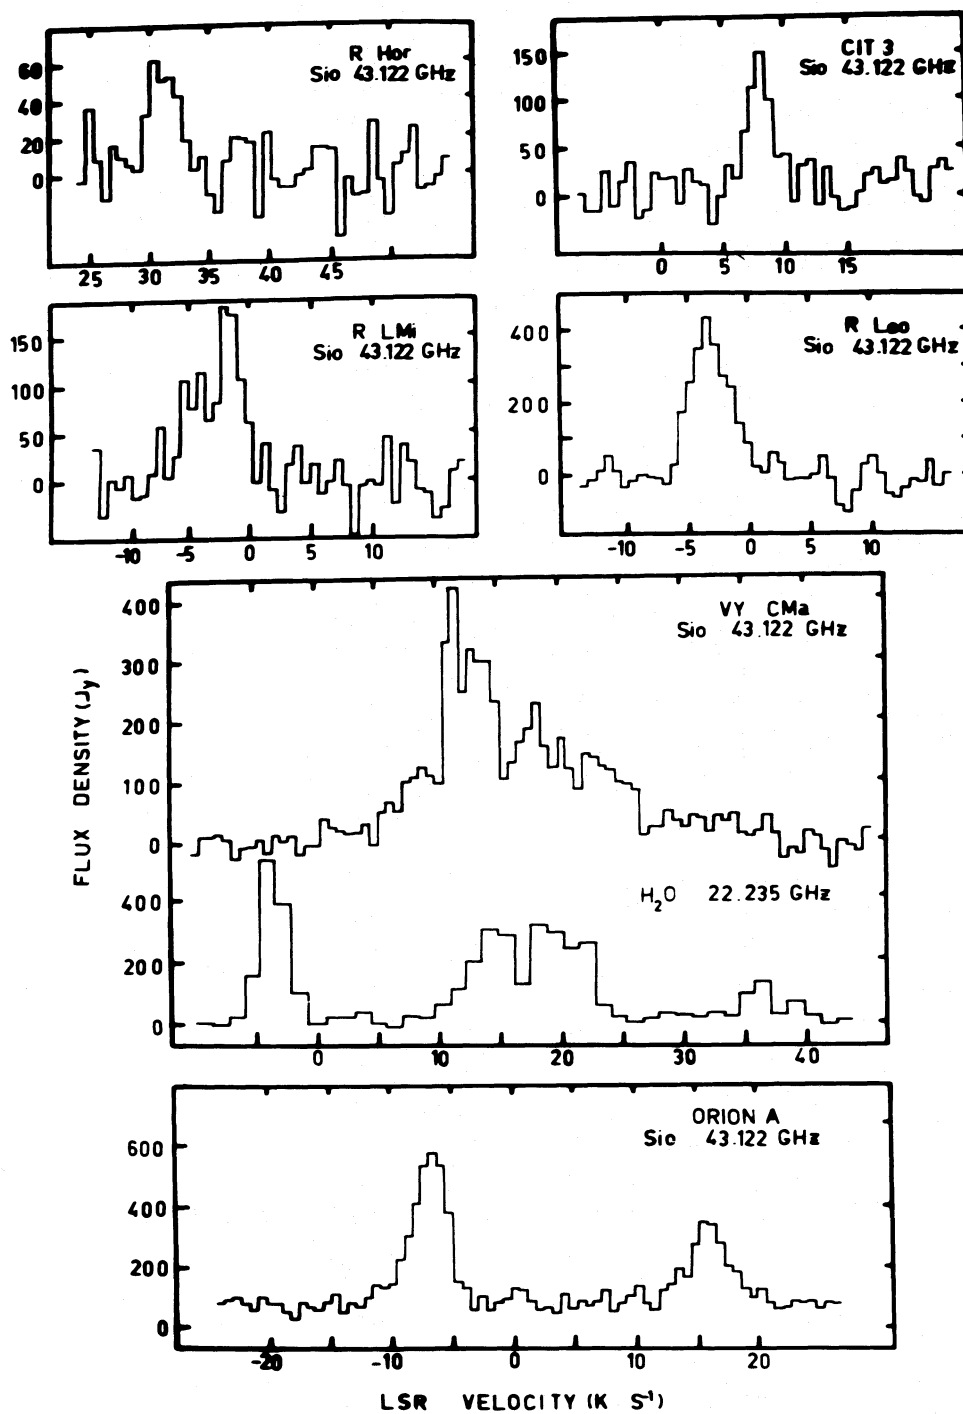 R Hor
Sio 43.122 GHz
60
40
20
0
25 30 35 40 45
CIT 3
Sio 43.122 GHz
150
100
50
0
0 5 10 15
R LMi
Sio 43.122 GHz
150
100
50
0
-10 -5 0 5 10
R Leo
Sio 43.122 GHz
400
200
0
-10 -5 0 5 10
VY CMa
Sio 43.122 GHz
400
300
200
100
0
H₂O 22.235 GHz
400
200
0
0 10 20 30 40
FLUX DENSITY (Jy)
ORION A
Sio 43.122 GHz
600
400
200
0
-20 -10 0 10 20
LSR VELOCITY (K S⁻¹)